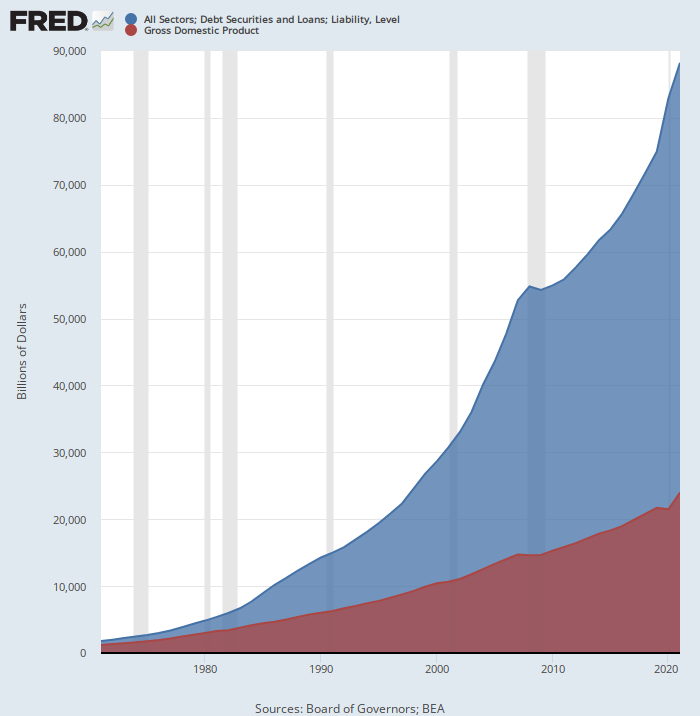 FRED
All Sectors; Debt Securities and Loans; Liability, Level
Gross Domestic Product
90,000
80,000
70,000
60,000
50,000
40,000
30,000
20,000
10,000
0
Billions of Dollars
1980 1990 2000 2010 2020
Sources: Board of Governors; BEA